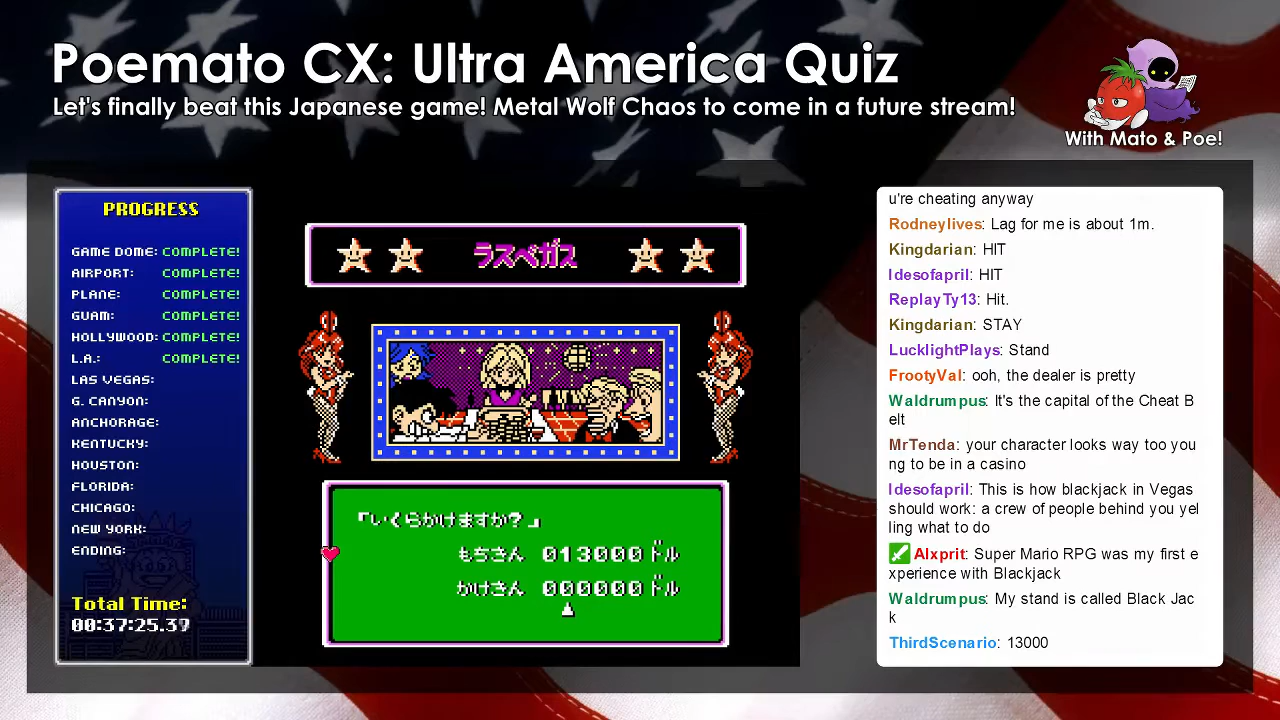 Poemato CX: Ultra America Quiz
Let's finally beat this Japanese game! Metal Wolf Chaos to come in a future stream!
With Mato & Poe!
PROGRESS
GAME DOME: COMPLETE!
AIRPORT: COMPLETE!
PLANE: COMPLETE!
GUAM: COMPLETE!
HOLLYWOOD: COMPLETE!
L.A.: COMPLETE!
LAS VEGAS:
G. CANYON:
ANCHORAGE:
KENTUCKY:
HOUSTON:
FLORIDA:
CHICAGO:
NEW YORK:
ENDING:
Total Time:
00:37:25.39
ラスベガス
「いくらかけますか?」
もちきん 013000ドル
かけきん 000000ドル
u're cheating anyway
Rodneylives: Lag for me is about 1m.
Kingdarian: HIT
Idesofapril: HIT
ReplayTy13: Hit.
Kingdarian: STAY
LucklightPlays: Stand
FrootyVal: ooh, the dealer is pretty
Waldrumpus: It's the capital of the Cheat B
elt
MrTenda: your character looks way too you
ng to be in a casino
Idesofapril: This is how blackjack in Vegas
should work: a crew of people behind you yel
ling what to do
Alxprit: Super Mario RPG was my first e
xperience with Blackjack
Waldrumpus: My stand is called Black Jac
k
ThirdScenario: 13000